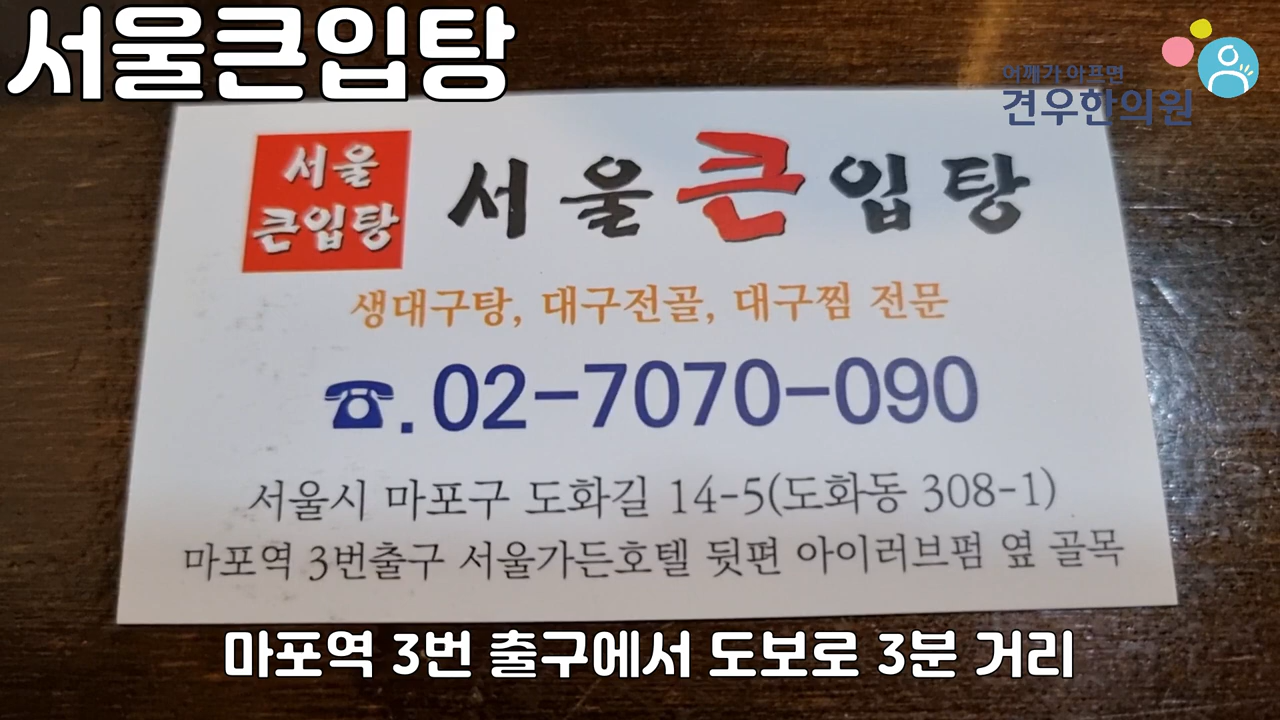 서울큰입탕
어깨가 아프면
견우한의원
서울
큰입탕
서울큰입탕
생대구탕, 대구전골, 대구찜 전문
☎. 02-7070-090
서울시 마포구 도화길 14-5(도화동 308-1)
마포역 3번출구 서울가든호텔 뒷편 아이러브펌 옆 골목
마포역 3번 출구에서 도보로 3분 거리